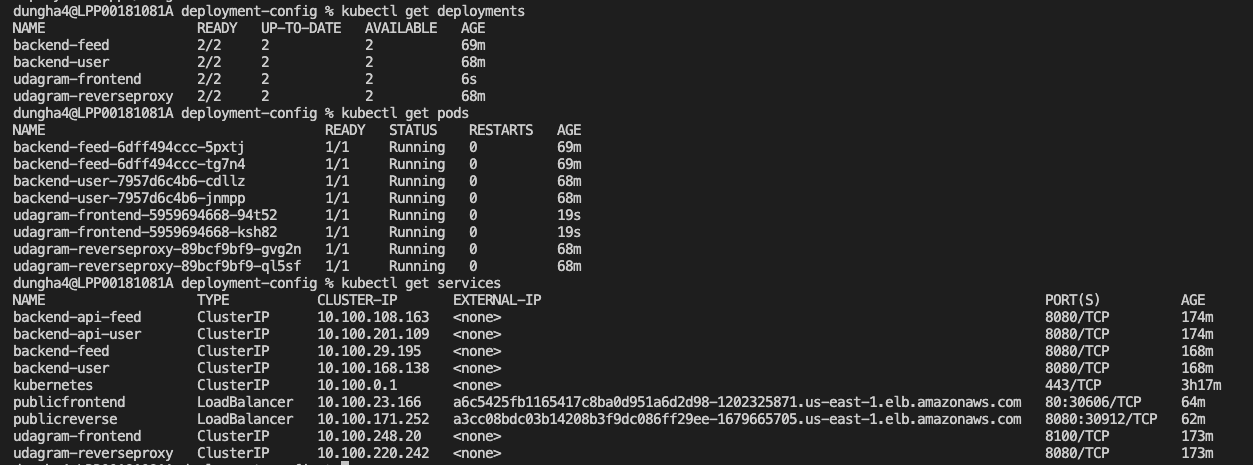 dungha4@LPP00181081A deployment-config % kubectl get deployments
NAME READY UP-TO-DATE AVAILABLE AGE
backend-feed 2/2 2 2 69m
backend-user 2/2 2 2 68m
udagram-frontend 2/2 2 2 6s
udagram-reverseproxy 2/2 2 2 68m
dungha4@LPP00181081A deployment-config % kubectl get pods
NAME READY STATUS RESTARTS AGE
backend-feed-6dff494ccc-5pxtj 1/1 Running 0 69m
backend-feed-6dff494ccc-tg7n4 1/1 Running 0 69m
backend-user-7957d6c4b6-cdllz 1/1 Running 0 68m
backend-user-7957d6c4b6-jnmpp 1/1 Running 0 68m
udagram-frontend-5959694668-94t52 1/1 Running 0 19s
udagram-frontend-5959694668-ksh82 1/1 Running 0 19s
udagram-reverseproxy-89bcf9bf9-gvg2n 1/1 Running 0 68m
udagram-reverseproxy-89bcf9bf9-ql5sf 1/1 Running 0 68m
dungha4@LPP00181081A deployment-config % kubectl get services
NAME TYPE CLUSTER-IP EXTERNAL-IP PORT(S) AGE
backend-api-feed ClusterIP 10.100.108.163 <none> 8080/TCP 174m
backend-api-user ClusterIP 10.100.201.109 <none> 8080/TCP 174m
backend-feed ClusterIP 10.100.29.195 <none> 8080/TCP 168m
backend-user ClusterIP 10.100.168.138 <none> 8080/TCP 168m
kubernetes ClusterIP 10.100.0.1 <none> 443/TCP 3h17m
publicfrontend LoadBalancer 10.100.23.166 a6c5425fb1165417c8ba0d951a6d2d98-1202325871.us-east-1.elb.amazonaws.com 80:30606/TCP 64m
publicreverse LoadBalancer 10.100.171.252 a3cc08bdc03b14208b3f9dc086ff29ee-1679665705.us-east-1.elb.amazonaws.com 8080:30912/TCP 62m
udagram-frontend ClusterIP 10.100.248.20 <none> 8100/TCP 173m
udagram-reverseproxy ClusterIP 10.100.220.242 <none> 8080/TCP 173m